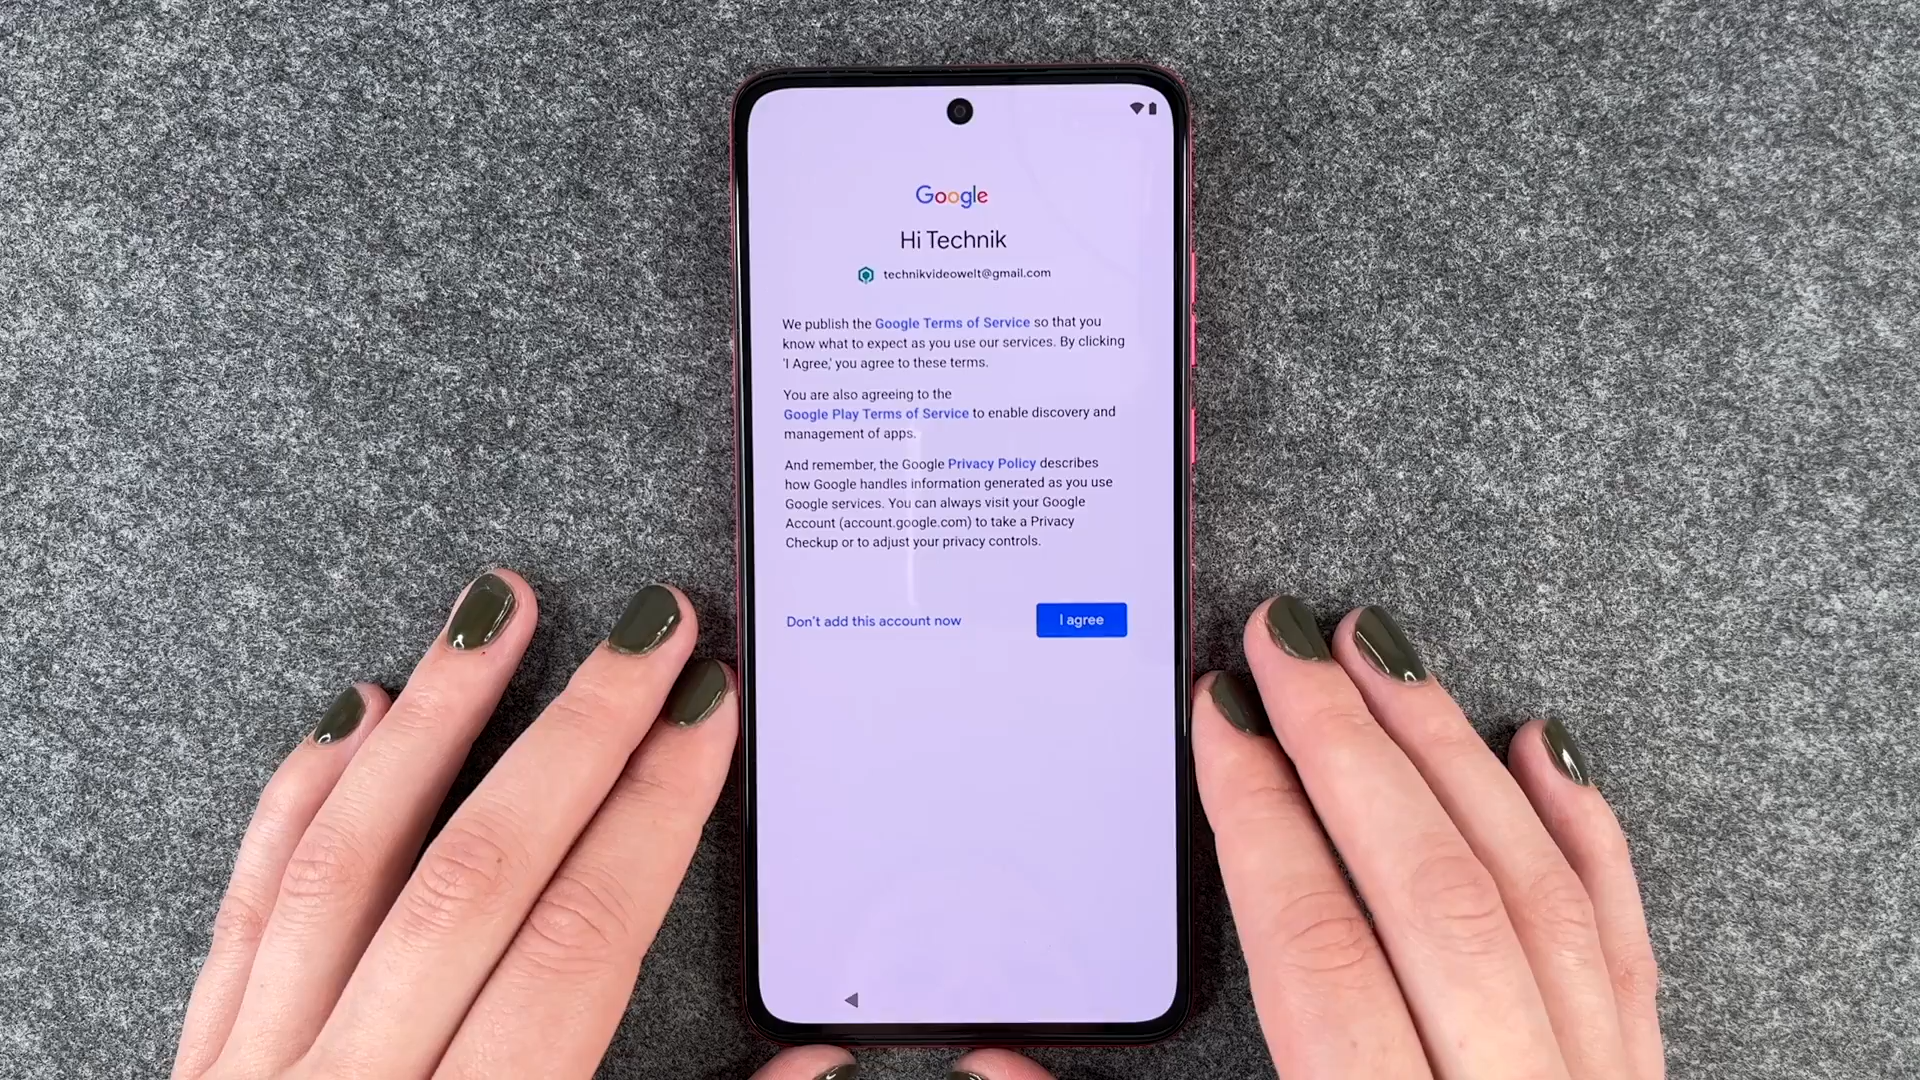 Google
Hi Technik
technikvideowelt@gmail.com
We publish the Google Terms of Service so that you
know what to expect as you use our services. By clicking
'I Agree,' you agree to these terms.
You are also agreeing to the
Google Play Terms of Service to enable discovery and
management of apps.
And remember, the Google Privacy Policy describes
how Google handles information generated as you use
Google services. You can always visit your Google
Account (account.google.com) to take a Privacy
Checkup or to adjust your privacy controls.
Don't add this account now
I agree